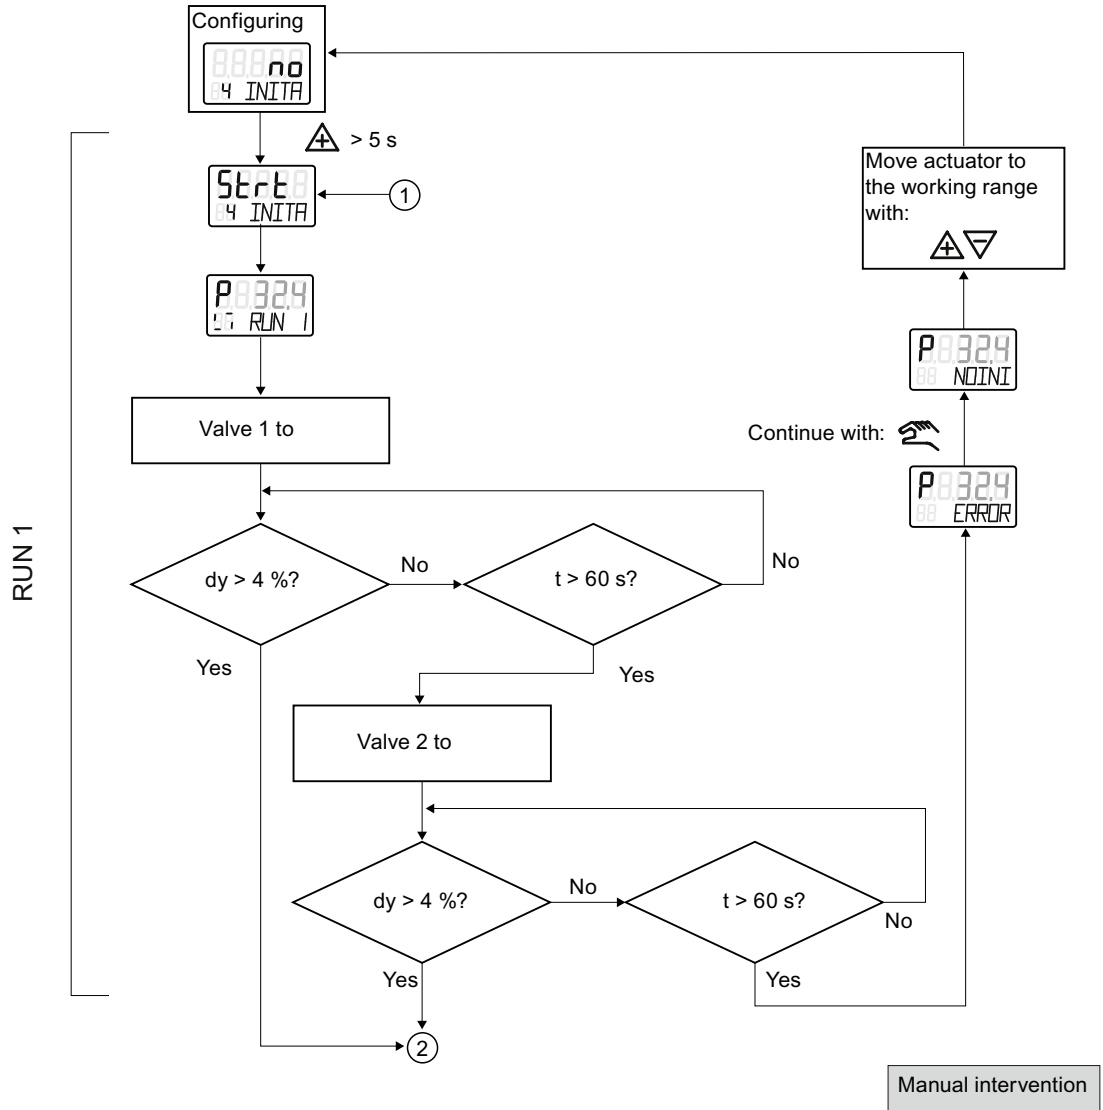 Configuring
no
4 INITA
> 5 s
Strt
4 INITA
1
P 32.4
RUN 1
Valve 1 to
dy > 4 %?
No
t > 60 s?
No
Yes
Yes
Valve 2 to
dy > 4 %?
No
t > 60 s?
No
Yes
Yes
2
RUN 1
Move actuator to
the working range
with:
P 32.4
NOINI
Continue with:
P 32.4
ERROR
Manual intervention